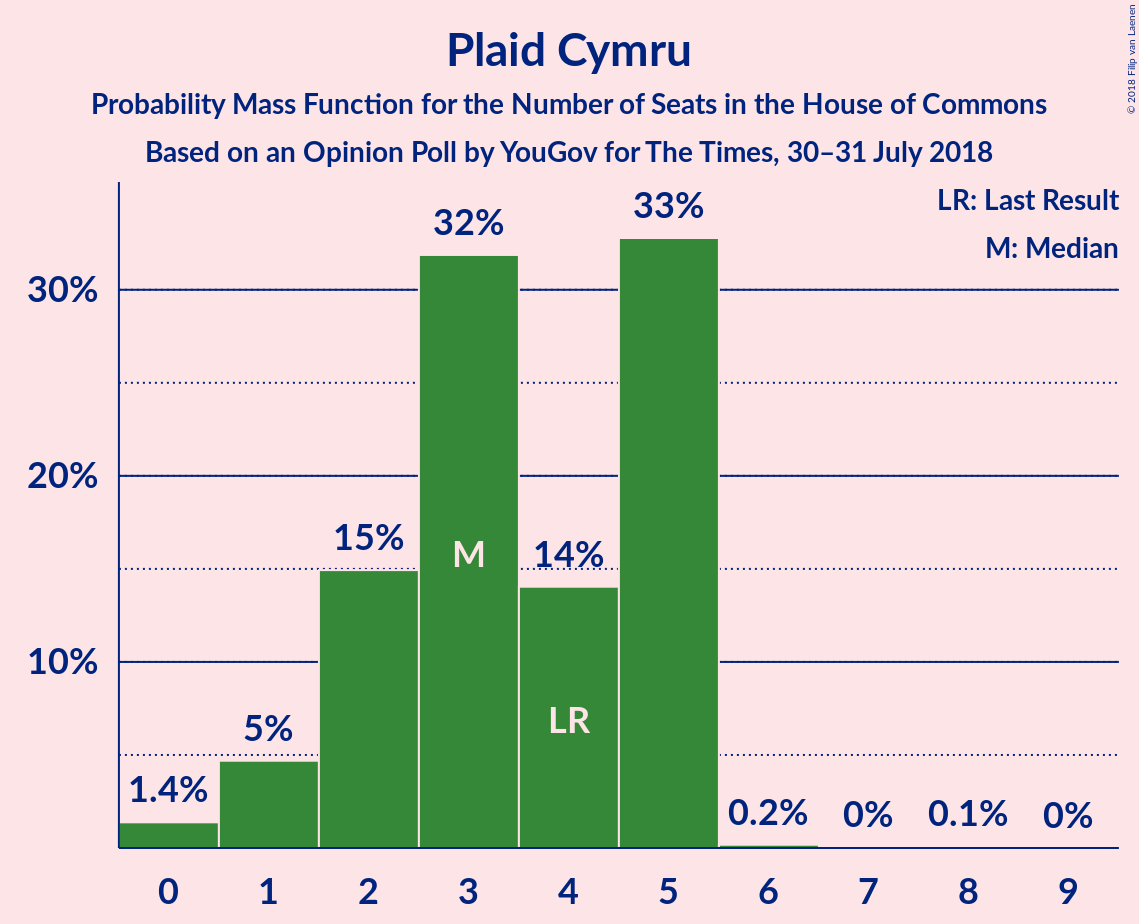 Plaid Cymru
Probability Mass Function for the Number of Seats in the House of Commons
Based on an Opinion Poll by YouGov for The Times, 30–31 July 2018
© 2018 Filip van Laenen
LR: Last Result
M: Median
30%
20%
10%
1.4%
5%
15%
32%
14%
33%
0.2%
0%
0.1%
0%
M
LR
0 1 2 3 4 5 6 7 8 9